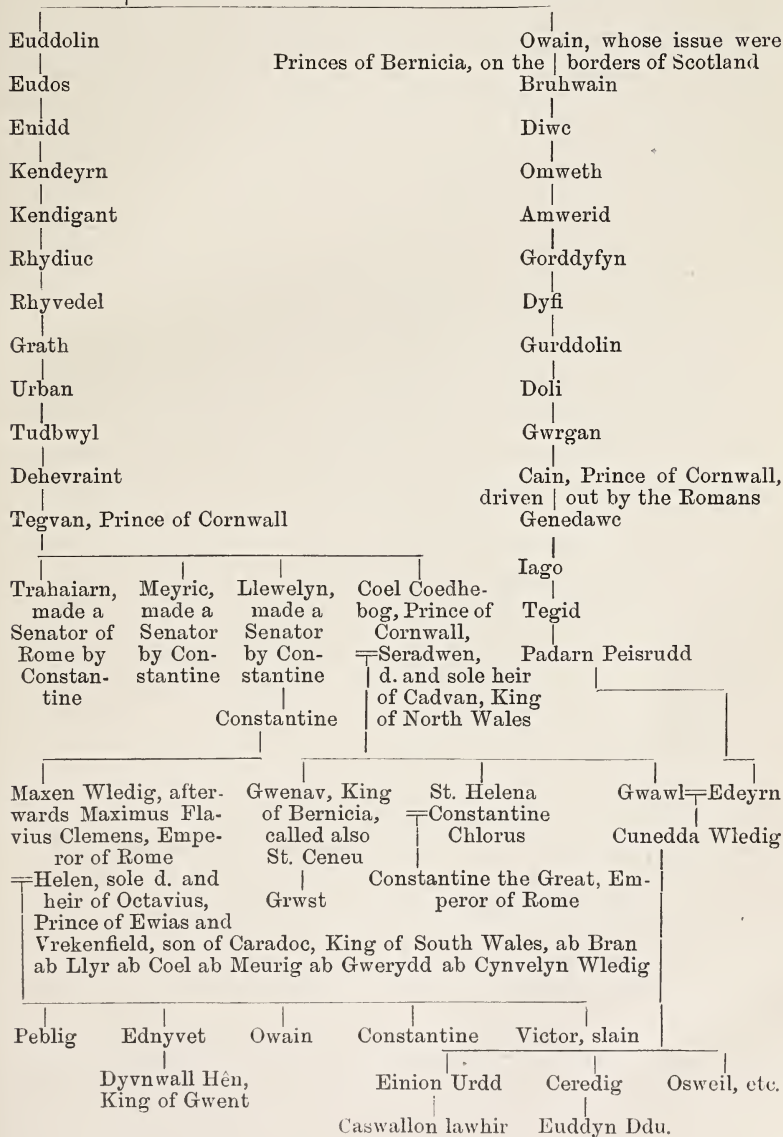 Euddolin
Owain, whose issue were
Princes of Bernicia, on the | borders of Scotland
Eudos
Bruhwain
Enidd
Diwc
Kendeyrn
Omweth
Kendigant
Amwerid
Rhydiuc
Gorddyfyn
Rhyvedel
Dyfi
Grath
Gurddolin
Urban
Doli
Tudbwyl
Gwrgan
Dehevraint
Cain, Prince of Cornwall,
driven | out by the Romans
Tegvan, Prince of Cornwall
Genedawc
Iago
Tegid
Padarn Peisrudd
Trahaiarn,
made a
Senator of
Rome by
Constan-
tine
Meyric,
made a
Senator
by Con-
stantine
Llewelyn,
made a
Senator
by Con-
stantine
Constantine
Coel Coedhe-
bog, Prince of
Cornwall,
Seradwen,
d. and sole heir
of Cadvan, King
of North Wales
Maxen Wledig, after-
wards Maximus Fla-
vius Clemens, Empe-
ror of Rome
Helen, sole d. and
heir of Octavius,
Prince of Ewias and
Vrekenfield, son of Caradoc, King of South Wales, ab Bran
ab Llyr ab Coel ab Meurig ab Gwerydd ab Cynvelyn Wledig
Gwenav, King
of Bernicia,
called also
St. Ceneu
Grwst
St. Helena
Constantine
Chlorus
Constantine the Great, Em-
peror of Rome
Gwawl Edeyrn
Cunedda Wledig
Peblig
Ednyvet
Owain
Constantine
Victor, slain
Dyvnwall Hên,
King of Gwent
Einion Urdd
Ceredig
Osweil, etc.
Caswallon lawhir
Euddyn Ddu.